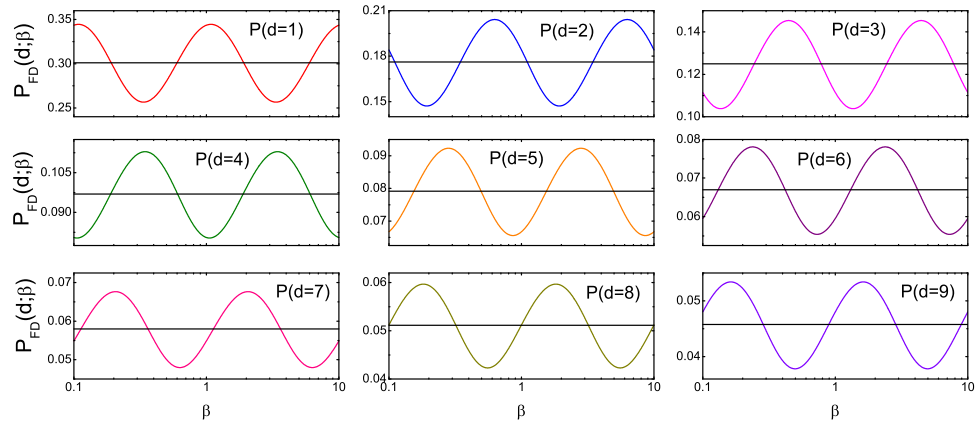 P_FD(d;β)
0.35
0.30
0.25
P(d=1)
0.21
0.18
0.15
P(d=2)
0.14
0.12
0.10
P(d=3)
P_FD(d;β)
0.105
0.090
P(d=4)
0.09
0.08
0.07
P(d=5)
0.08
0.07
0.06
P(d=6)
P_FD(d;β)
0.07
0.06
0.05
P(d=7)
0.06
0.05
0.04
P(d=8)
0.05
0.04
P(d=9)
0.1 1 10
0.1 1 10
0.1 1 10
β
β
β